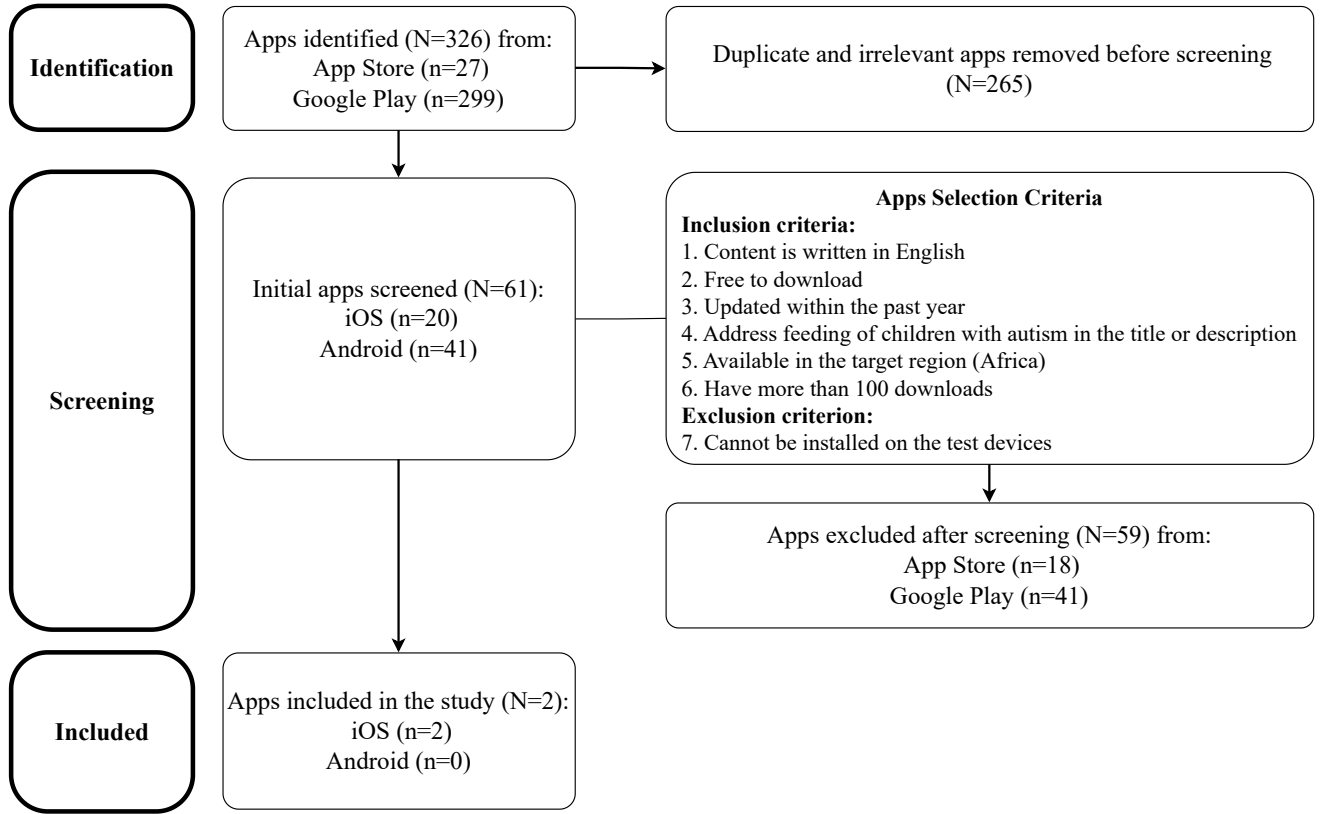 Identification
Apps identified (N=326) from:
App Store (n=27)
Google Play (n=299)
Duplicate and irrelevant apps removed before screening
(N=265)
Screening
Initial apps screened (N=61):
iOS (n=20)
Android (n=41)
Apps Selection Criteria
Inclusion criteria:
1. Content is written in English
2. Free to download
3. Updated within the past year
4. Address feeding of children with autism in the title or description
5. Available in the target region (Africa)
6. Have more than 100 downloads
Exclusion criterion:
7. Cannot be installed on the test devices
Apps excluded after screening (N=59) from:
App Store (n=18)
Google Play (n=41)
Included
Apps included in the study (N=2):
iOS (n=2)
Android (n=0)